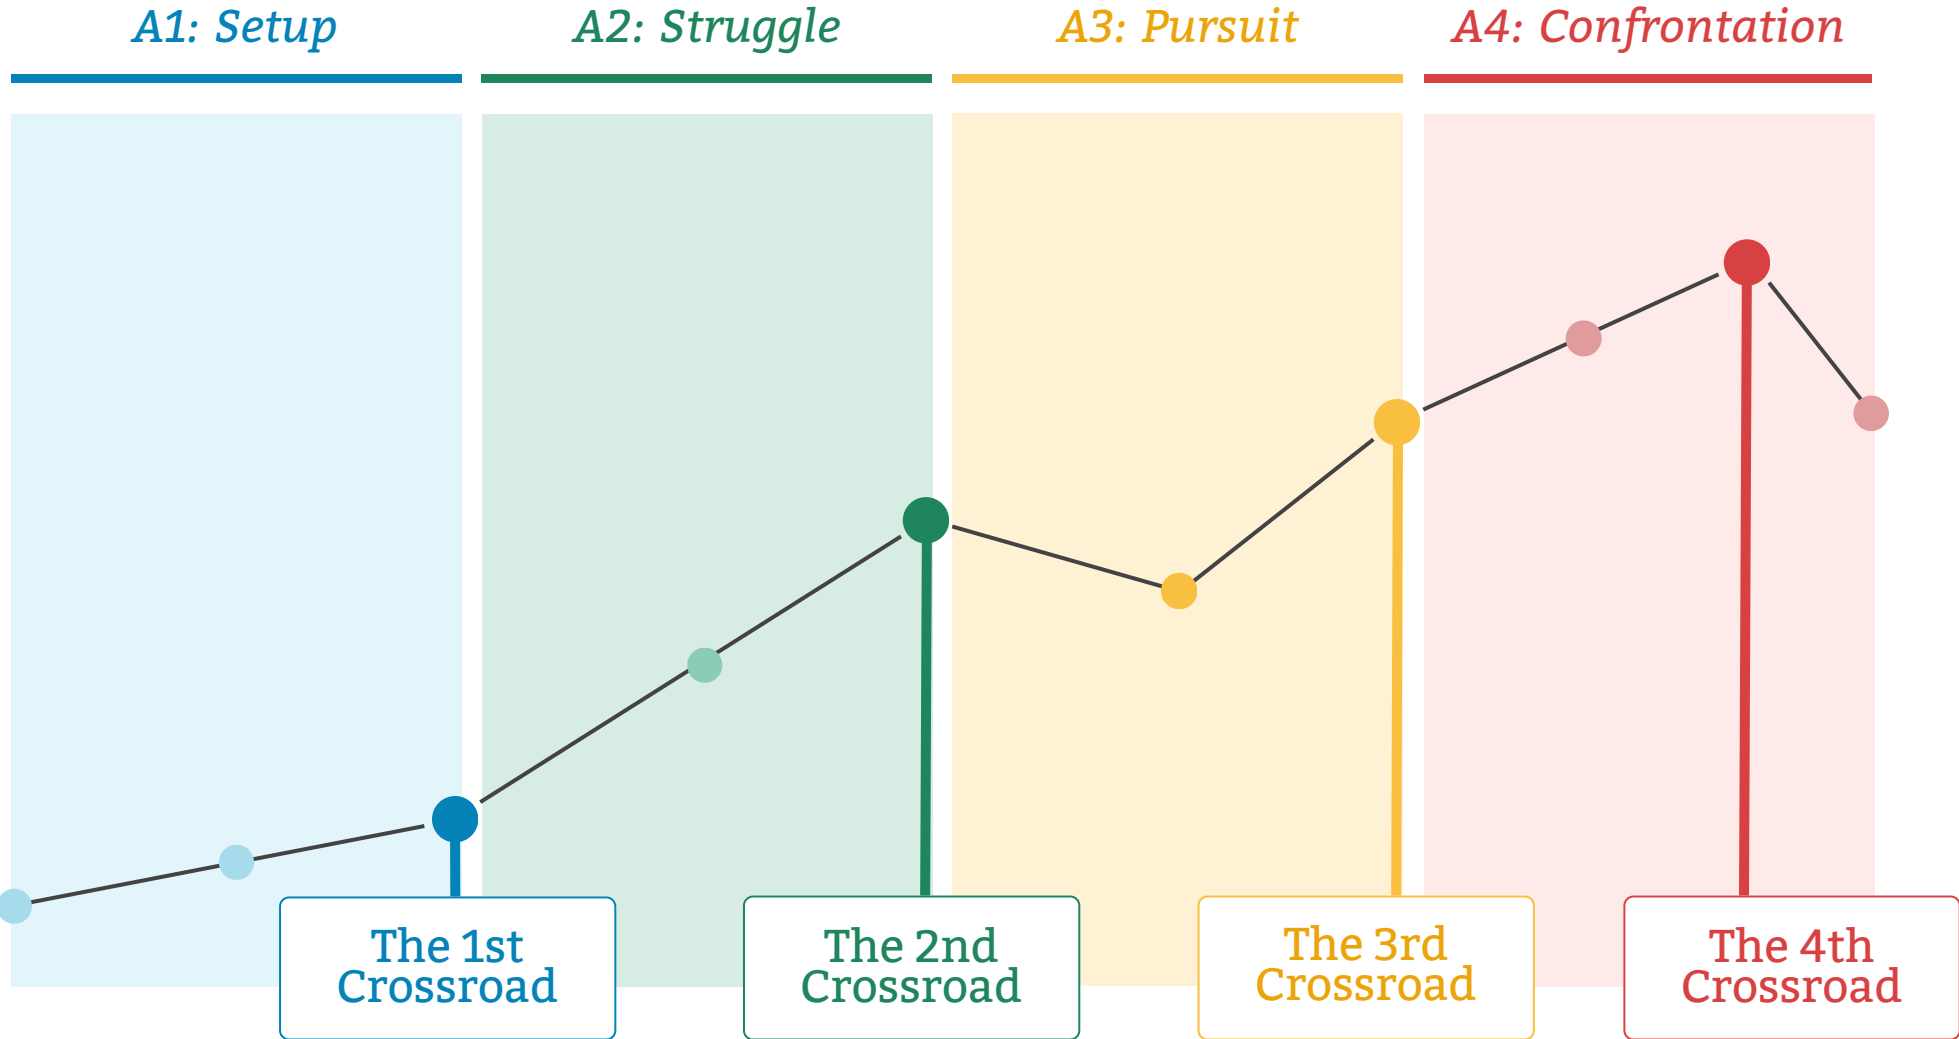 A1: Setup
A2: Struggle
A3: Pursuit
A4: Confrontation
The 1st
Crossroad
The 2nd
Crossroad
The 3rd
Crossroad
The 4th
Crossroad